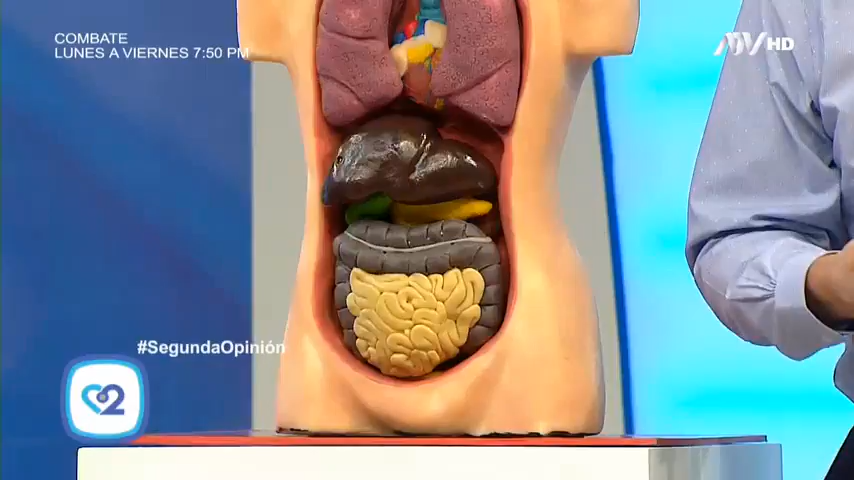 COMBATE
LUNES A VIERNES 7:50 PM
ATV HD
#SegundaOpinión
2